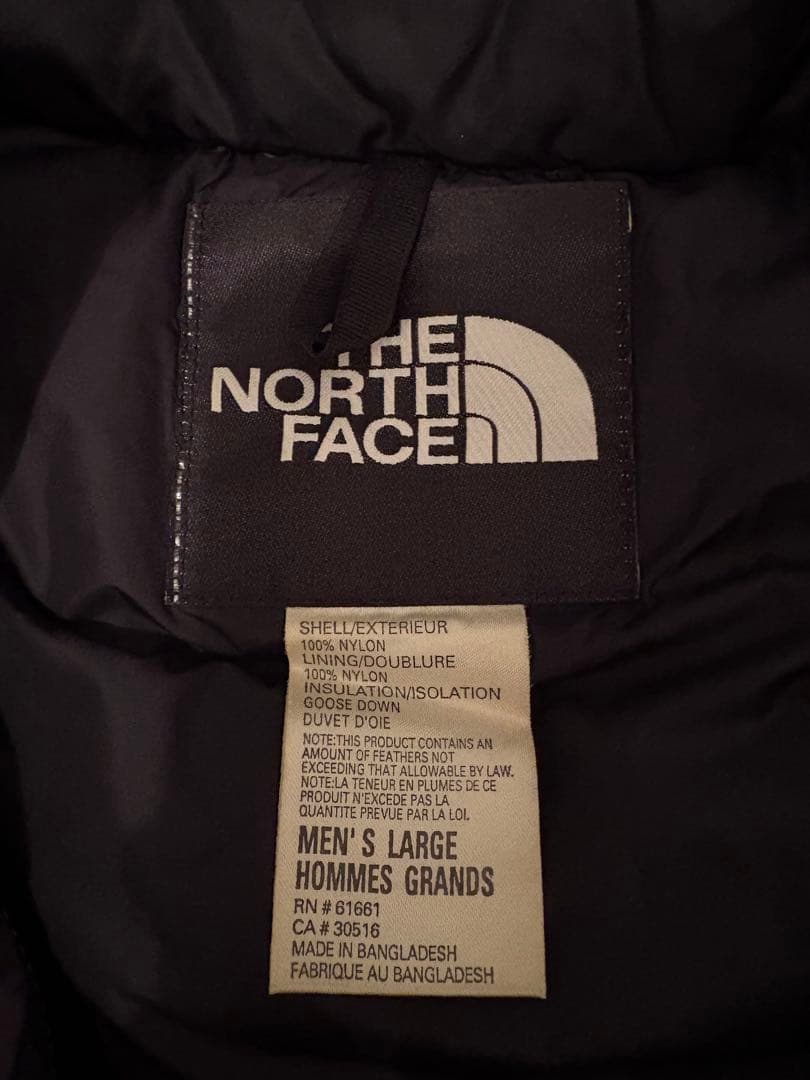 THE
NORTH
FACE
SHELL/EXTERIEUR
100% NYLON
LINING/DOUBLURE
100% NYLON
INSULATION/ISOLATION
GOOSE DOWN
DUVET D'OIE
NOTE:THIS PRODUCT CONTAINS AN
AMOUNT OF FEATHERS NOT
EXCEEDING THAT ALLOWABLE BY LAW.
NOTE:LA TENEUR EN PLUMES DE CE
PRODUIT N'EXCEDE PAS LA
QUANTITE PREVUE PAR LA LOI.
MEN'S LARGE
HOMMES GRANDS
RN # 61661
CA # 30516
MADE IN BANGLADESH
FABRIQUE AU BANGLADESH